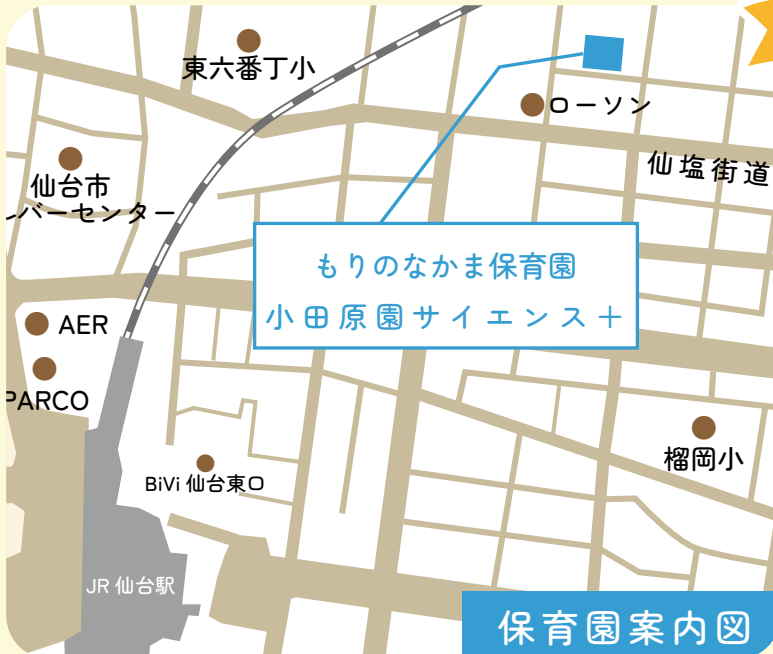 東六番丁小
ローソン
仙台市
ルバーセンター
仙塩街道
もりのなかま保育園
小田原園サイエンス＋
AER
PARCO
榴岡小
BiVi 仙台東口
JR 仙台駅
保育園案内図